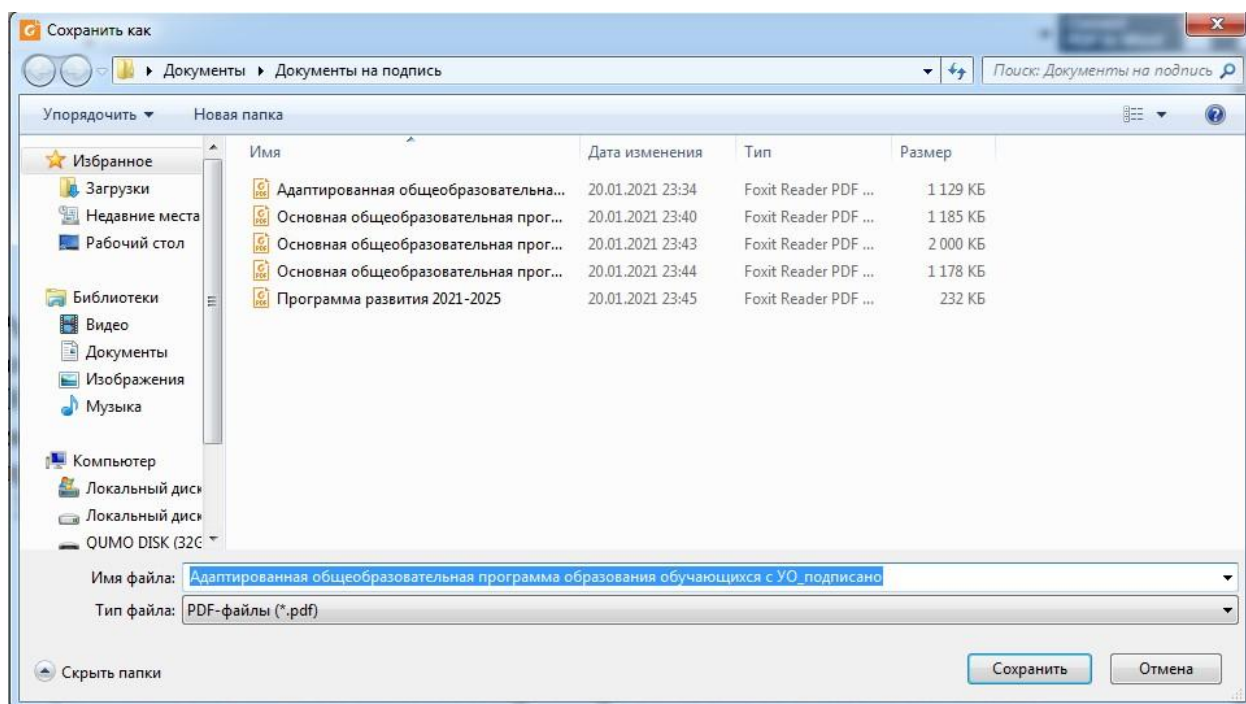 Сохранить как
Документы Документы на подпись Поиск: Документы на подпись
Упорядочить Новая папка
Имя Дата изменения Тип Размер
Избранное
Загрузки
Недавние места
Рабочий стол
Библиотеки
Видео
Документы
Изображения
Музыка
Компьютер
Локальный диск
Локальный диск
QUMO DISK (32G
Адаптированная общеобразовательна... 20.01.2021 23:34 Foxit Reader PDF ... 1 129 КБ
Основная общеобразовательная прог... 20.01.2021 23:40 Foxit Reader PDF ... 1 185 КБ
Основная общеобразовательная прог... 20.01.2021 23:43 Foxit Reader PDF ... 2 000 КБ
Основная общеобразовательная прог... 20.01.2021 23:44 Foxit Reader PDF ... 1 178 КБ
Программа развития 2021-2025 20.01.2021 23:45 Foxit Reader PDF ... 232 КБ
Имя файла: Адаптированная общеобразовательная программа образования обучающихся с УО_подписано
Тип файла: PDF-файлы (*.pdf)
Скрыть папки Сохранить Отмена